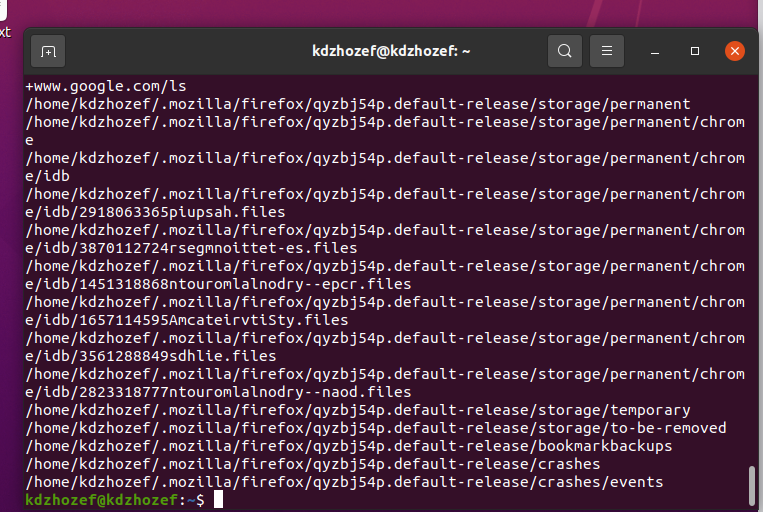 xt
kdzhozef@kdzhozef: ~
+www.google.com/ls
/home/kdzhozef/.mozilla/firefox/qyzbj54p.default-release/storage/permanent
/home/kdzhozef/.mozilla/firefox/qyzbj54p.default-release/storage/permanent/chrom
e
/home/kdzhozef/.mozilla/firefox/qyzbj54p.default-release/storage/permanent/chrom
e/idb
/home/kdzhozef/.mozilla/firefox/qyzbj54p.default-release/storage/permanent/chrom
e/idb/2918063365piupsah.files
/home/kdzhozef/.mozilla/firefox/qyzbj54p.default-release/storage/permanent/chrom
e/idb/3870112724rsegmnoittet-es.files
/home/kdzhozef/.mozilla/firefox/qyzbj54p.default-release/storage/permanent/chrom
e/idb/1451318868ntouromlalnodry--epcr.files
/home/kdzhozef/.mozilla/firefox/qyzbj54p.default-release/storage/permanent/chrom
e/idb/1657114595AmcateirvtiSty.files
/home/kdzhozef/.mozilla/firefox/qyzbj54p.default-release/storage/permanent/chrom
e/idb/3561288849sdhlie.files
/home/kdzhozef/.mozilla/firefox/qyzbj54p.default-release/storage/permanent/chrom
e/idb/2823318777ntouromlalnodry--naod.files
/home/kdzhozef/.mozilla/firefox/qyzbj54p.default-release/storage/temporary
/home/kdzhozef/.mozilla/firefox/qyzbj54p.default-release/storage/to-be-removed
/home/kdzhozef/.mozilla/firefox/qyzbj54p.default-release/bookmarkbackups
/home/kdzhozef/.mozilla/firefox/qyzbj54p.default-release/crashes
/home/kdzhozef/.mozilla/firefox/qyzbj54p.default-release/crashes/events
kdzhozef@kdzhozef:~$